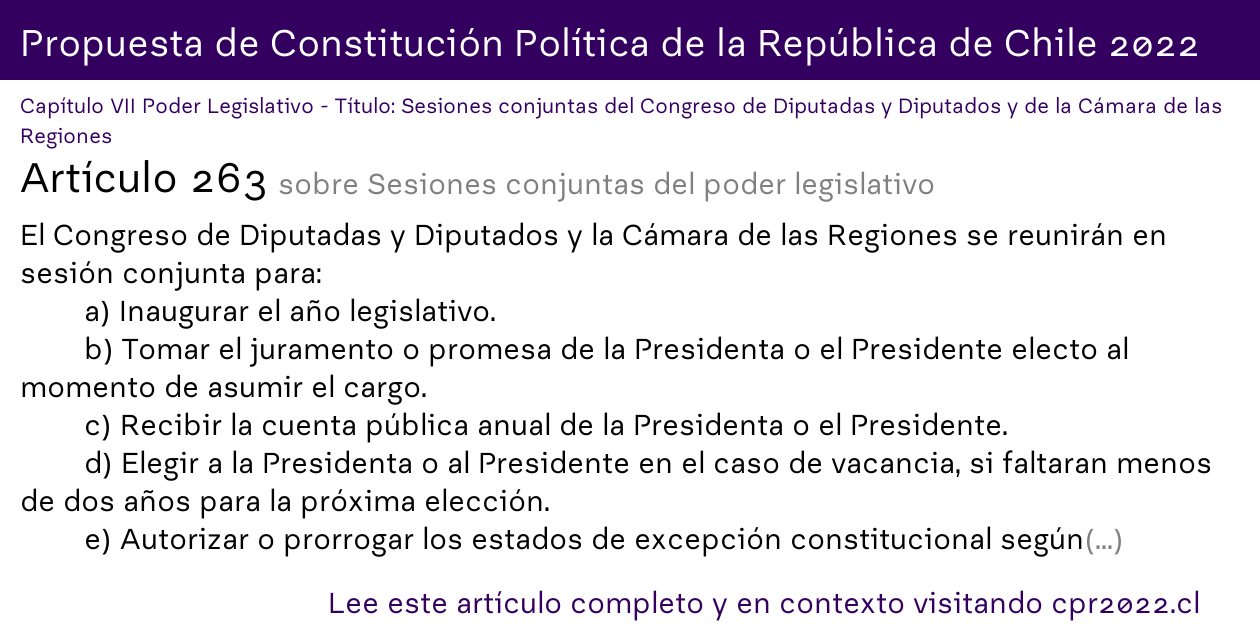 Propuesta de Constitución Política de la República de Chile 2022
Capítulo VII Poder Legislativo - Título: Sesiones conjuntas del Congreso de Diputadas y Diputados y de la Cámara de las
Regiones
Artículo 263 sobre Sesiones conjuntas del poder legislativo
El Congreso de Diputadas y Diputados y la Cámara de las Regiones se reunirán en
sesión conjunta para:
a) Inaugurar el año legislativo.
b) Tomar el juramento o promesa de la Presidenta o el Presidente electo al
momento de asumir el cargo.
c) Recibir la cuenta pública anual de la Presidenta o el Presidente.
d) Elegir a la Presidenta o al Presidente en el caso de vacancia, si faltaran menos
de dos años para la próxima elección.
e) Autorizar o prorrogar los estados de excepción constitucional según(...)
Lee este artículo completo y en contexto visitando cpr2022.cl